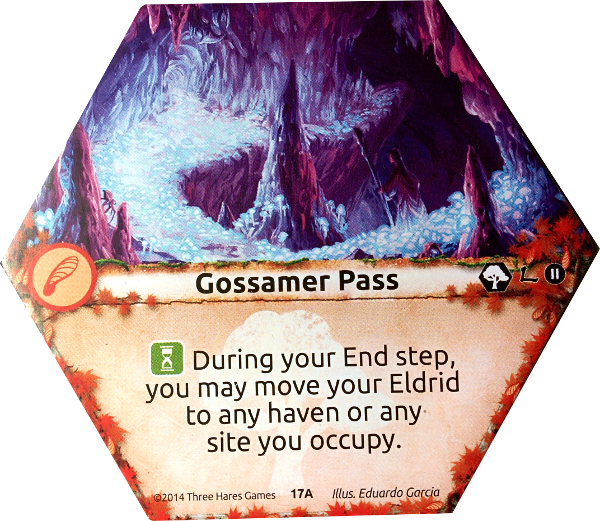 Gossamer Pass
During your End step,
you may move your Eldrid
to any haven or any
site you occupy.
©2014 Three Hares Games 17A Illus. Eduardo Garcia